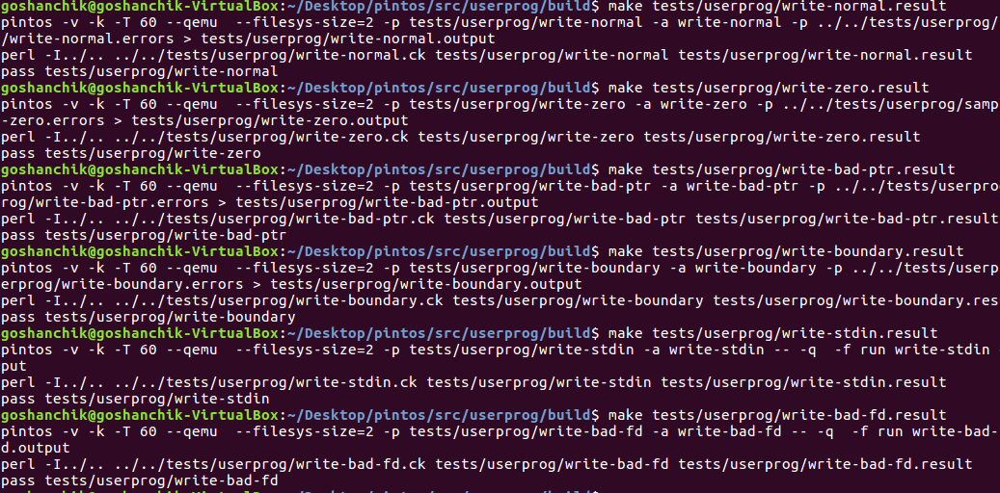 goshanchik@goshanchik-VirtualBox:~/Desktop/pintos/src/userprog/build$ make tests/userprog/write-normal.result
pintos -v -k -T 60 --qemu  --filesys-size=2 -p tests/userprog/write-normal -a write-normal -p ../../tests/userprog/
/write-normal.errors > tests/userprog/write-normal.output
perl -I../.. ../../tests/userprog/write-normal.ck tests/userprog/write-normal tests/userprog/write-normal.result
pass tests/userprog/write-normal
goshanchik@goshanchik-VirtualBox:~/Desktop/pintos/src/userprog/build$ make tests/userprog/write-zero.result
pintos -v -k -T 60 --qemu  --filesys-size=2 -p tests/userprog/write-zero -a write-zero -p ../../tests/userprog/samp
-zero.errors > tests/userprog/write-zero.output
perl -I../.. ../../tests/userprog/write-zero.ck tests/userprog/write-zero tests/userprog/write-zero.result
pass tests/userprog/write-zero
goshanchik@goshanchik-VirtualBox:~/Desktop/pintos/src/userprog/build$ make tests/userprog/write-bad-ptr.result
pintos -v -k -T 60 --qemu  --filesys-size=2 -p tests/userprog/write-bad-ptr -a write-bad-ptr -p ../../tests/userpro
rog/write-bad-ptr.errors > tests/userprog/write-bad-ptr.output
perl -I../.. ../../tests/userprog/write-bad-ptr.ck tests/userprog/write-bad-ptr tests/userprog/write-bad-ptr.result
pass tests/userprog/write-bad-ptr
goshanchik@goshanchik-VirtualBox:~/Desktop/pintos/src/userprog/build$ make tests/userprog/write-boundary.result
pintos -v -k -T 60 --qemu  --filesys-size=2 -p tests/userprog/write-boundary -a write-boundary -p ../../tests/userp
erprog/write-boundary.errors > tests/userprog/write-boundary.output
perl -I../.. ../../tests/userprog/write-boundary.ck tests/userprog/write-boundary tests/userprog/write-boundary.res
pass tests/userprog/write-boundary
goshanchik@goshanchik-VirtualBox:~/Desktop/pintos/src/userprog/build$ make tests/userprog/write-stdin.result
pintos -v -k -T 60 --qemu  --filesys-size=2 -p tests/userprog/write-stdin -a write-stdin -- -q  -f run write-stdin
put
perl -I../.. ../../tests/userprog/write-stdin.ck tests/userprog/write-stdin tests/userprog/write-stdin.result
pass tests/userprog/write-stdin
goshanchik@goshanchik-VirtualBox:~/Desktop/pintos/src/userprog/build$ make tests/userprog/write-bad-fd.result
pintos -v -k -T 60 --qemu  --filesys-size=2 -p tests/userprog/write-bad-fd -a write-bad-fd -- -q  -f run write-bad-
d.output
perl -I../.. ../../tests/userprog/write-bad-fd.ck tests/userprog/write-bad-fd tests/userprog/write-bad-fd.result
pass tests/userprog/write-bad-fd
goshanchik@goshanchik-VirtualBox:~/Desktop/pintos/src/userprog/build$